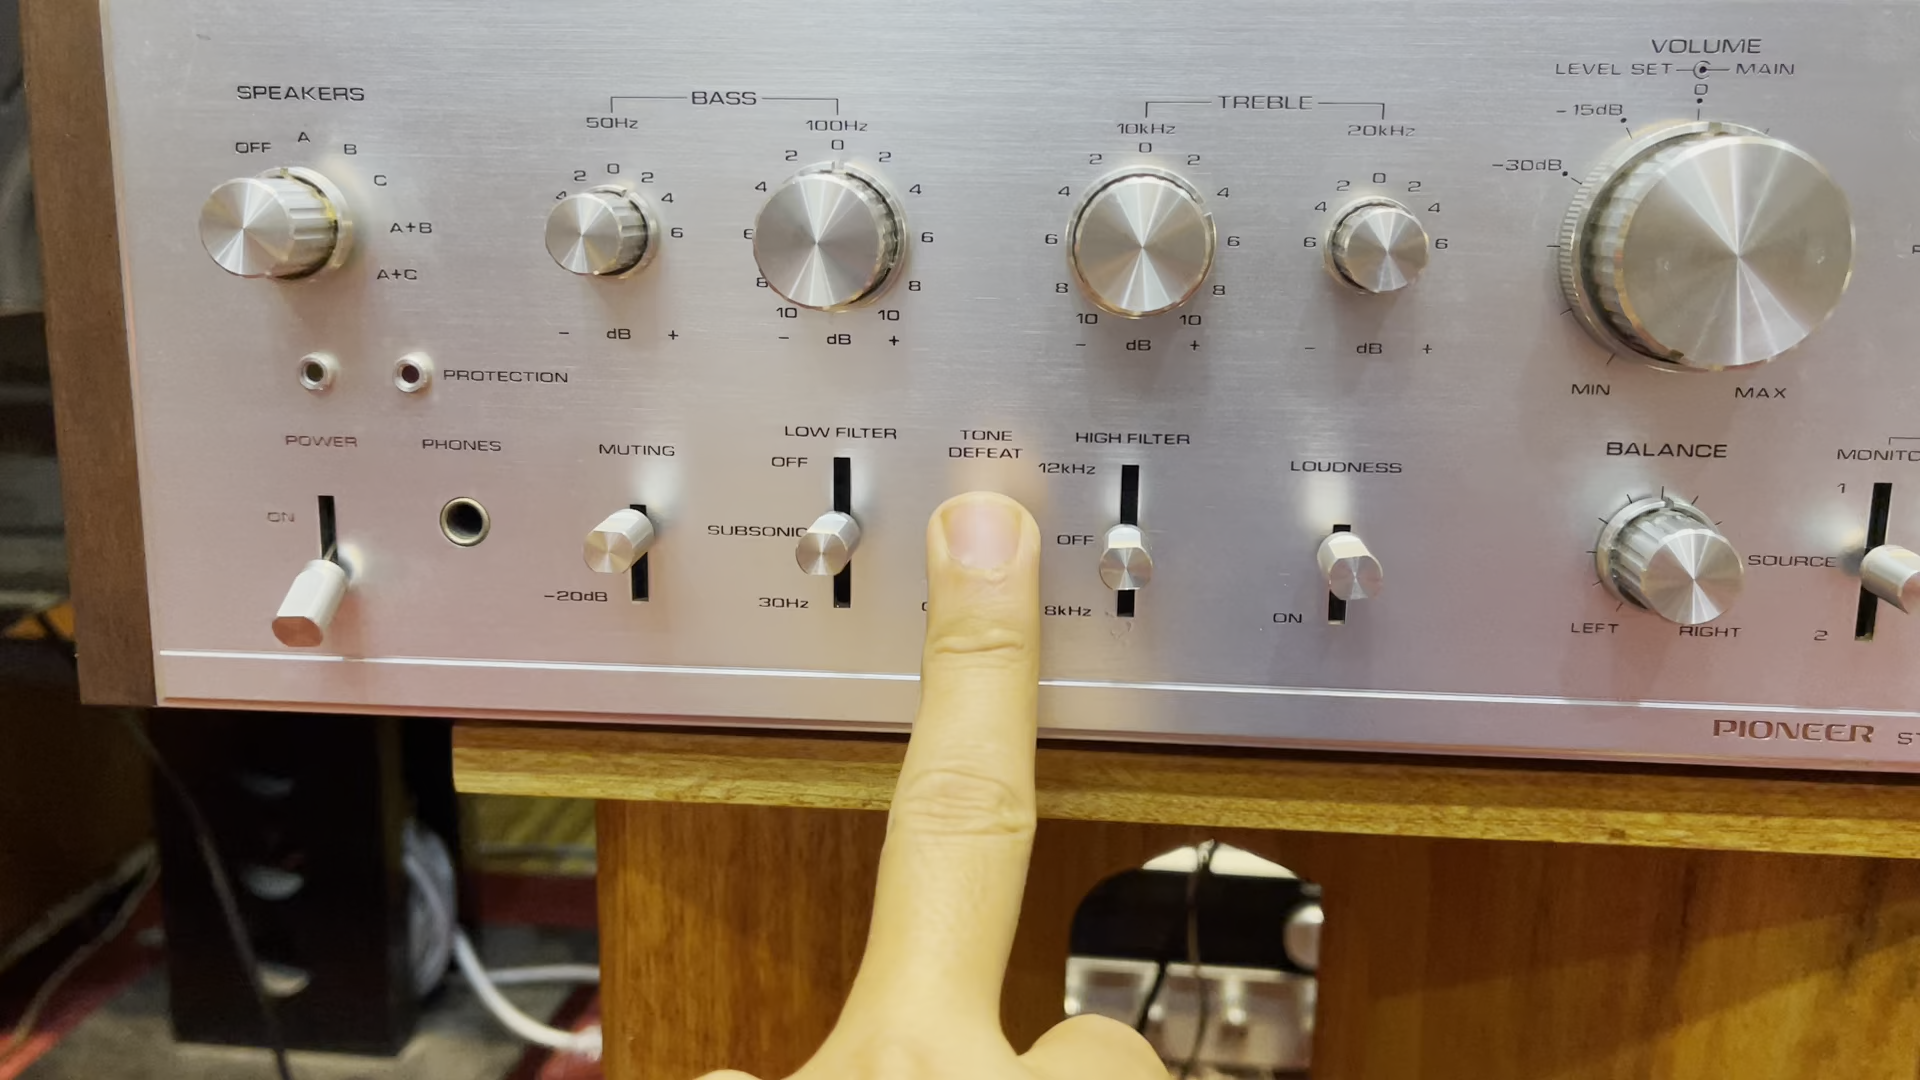 SPEAKERS
OFF A B C A+B A+C
BASS
50Hz 100Hz
2 0 2 4 4 6
- dB +
2 0 2 4 4 6 6 8 8 10 10
- dB +
TREBLE
10kHz 20kHz
2 0 2 4 4 6 6 8 8 10 10
- dB +
2 0 2 4 4 6 6
- dB +
VOLUME
LEVEL SET MAIN
0
-15dB
-30dB
MIN MAX
PROTECTION
POWER
ON
PHONES
MUTING
-20dB
LOW FILTER
OFF
SUBSONIC
30Hz
TONE
DEFEAT
HIGH FILTER
12kHz
OFF
8kHz
LOUDNESS
ON
BALANCE
LEFT RIGHT
1
SOURCE
2
PIONEER